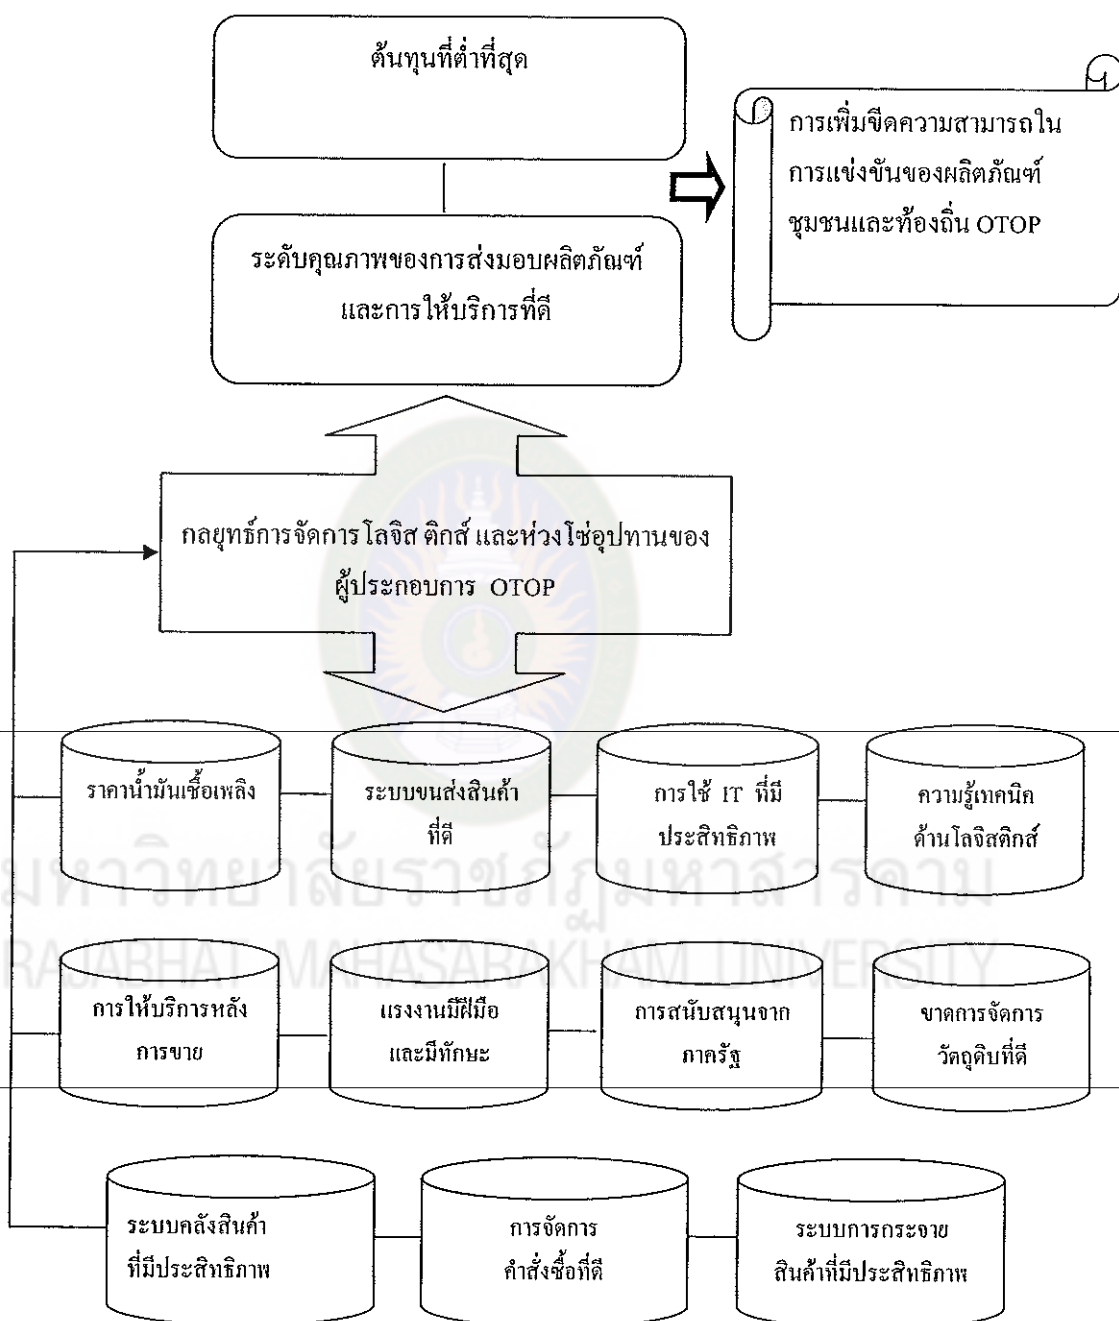 ต้นทุนที่ต่ำที่สุด
การเพิ่มขีดความสามารถใน
การแข่งขันของผลิตภัณฑ์
ชุมชนและท้องถิ่น OTOP
ระดับคุณภาพของการส่งมอบผลิตภัณฑ์
และการให้บริการที่ดี
กลยุทธ์การจัดการโลจิส ติกส์ และห่วงโซ่อุปทานของ
ผู้ประกอบการ OTOP
ราคาน้ำมันเชื้อเพลิง
ระบบขนส่งสินค้า
ที่ดี
การใช้ IT ที่มี
ประสิทธิภาพ
ความรู้เทคนิค
ด้านโลจิสติกส์
มหาวิทยาลัยราชภัฏมหาสารคาม
RAJABHAT MAHASARAKHAM UNIVERSITY
การให้บริการหลัง
การขาย
แรงงานมีฝีมือ
และมีทักษะ
การสนับสนุนจาก
ภาครัฐ
ขาดการจัดการ
วัตถุดิบที่ดี
ระบบคลังสินค้า
ที่มีประสิทธิภาพ
การจัดการ
คำสั่งซื้อที่ดี
ระบบการกระจาย
สินค้าที่มีประสิทธิภาพ